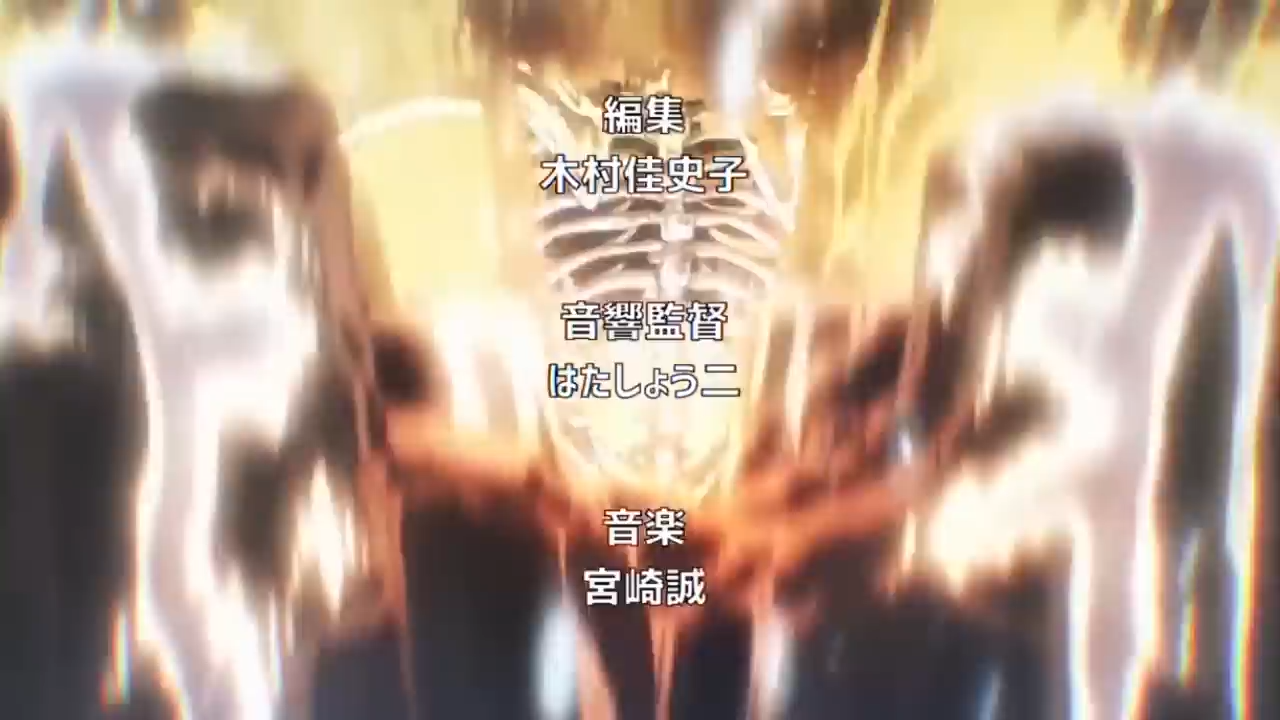 編集
木村佳史子
音響監督
はたしょう二
音楽
宮崎誠